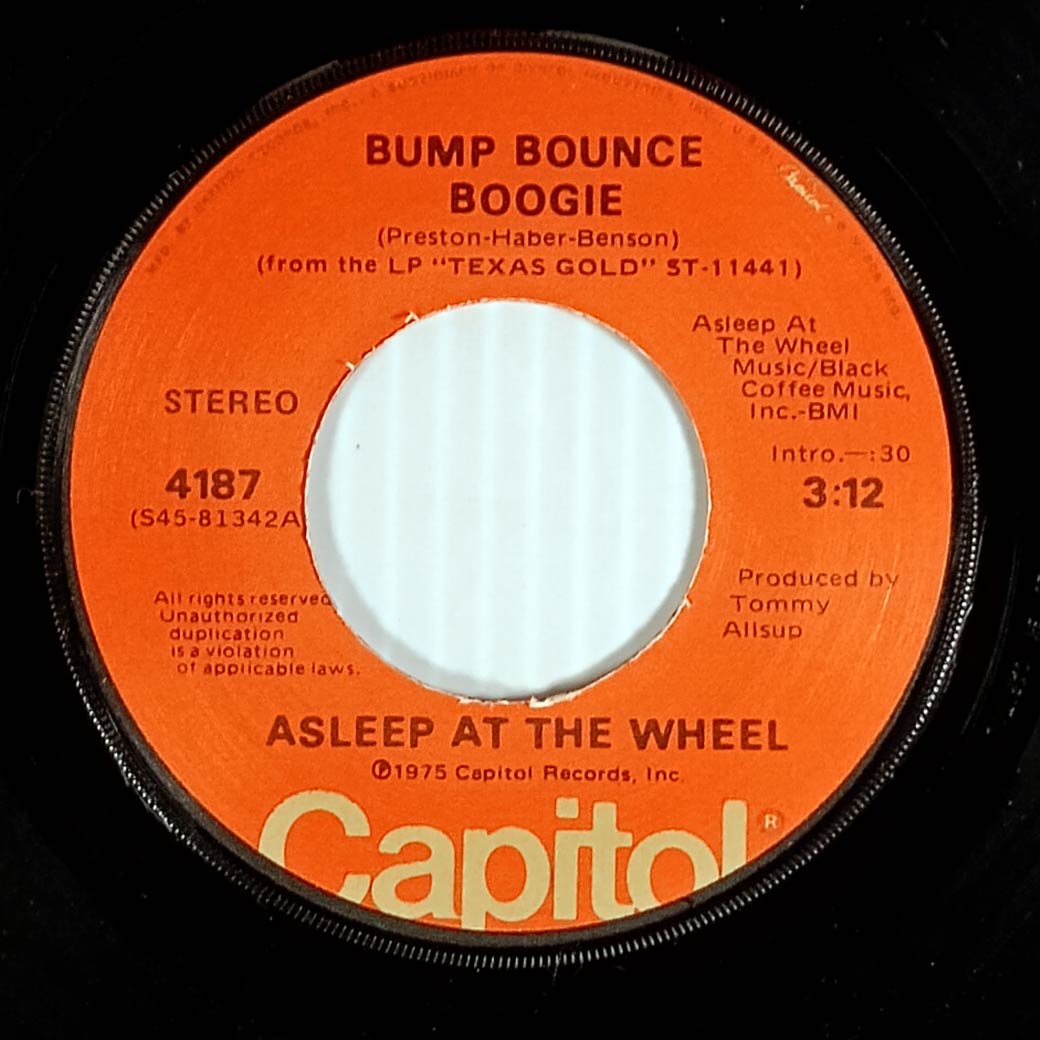 BUMP BOUNCE
BOOGIE
(Preston-Haber-Benson)
(from the LP "TEXAS GOLD" ST-11441)
Asleep At
The Wheel
Music/Black
Coffee Music,
Inc.-BMI
STEREO
Intro.—:30
4187
3:12
(S45-81342A
Produced by
Tommy
Allsup
All rights reserved
Unauthorized
duplication
is a violation
of applicable laws.
ASLEEP AT THE WHEEL
Ⓟ1975 Capitol Records, Inc.
Capitol®